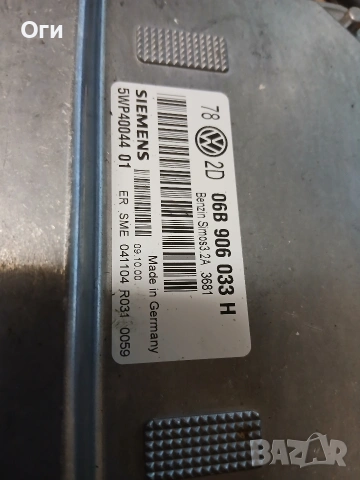 Оги
78 VW 2D
06B 906 033 H
Benzin Simos3.2A 3681
SIEMENS
5WP40044 01
09.10.00
Made in Germany
ER SME 041104 R031 0059
BAZAR